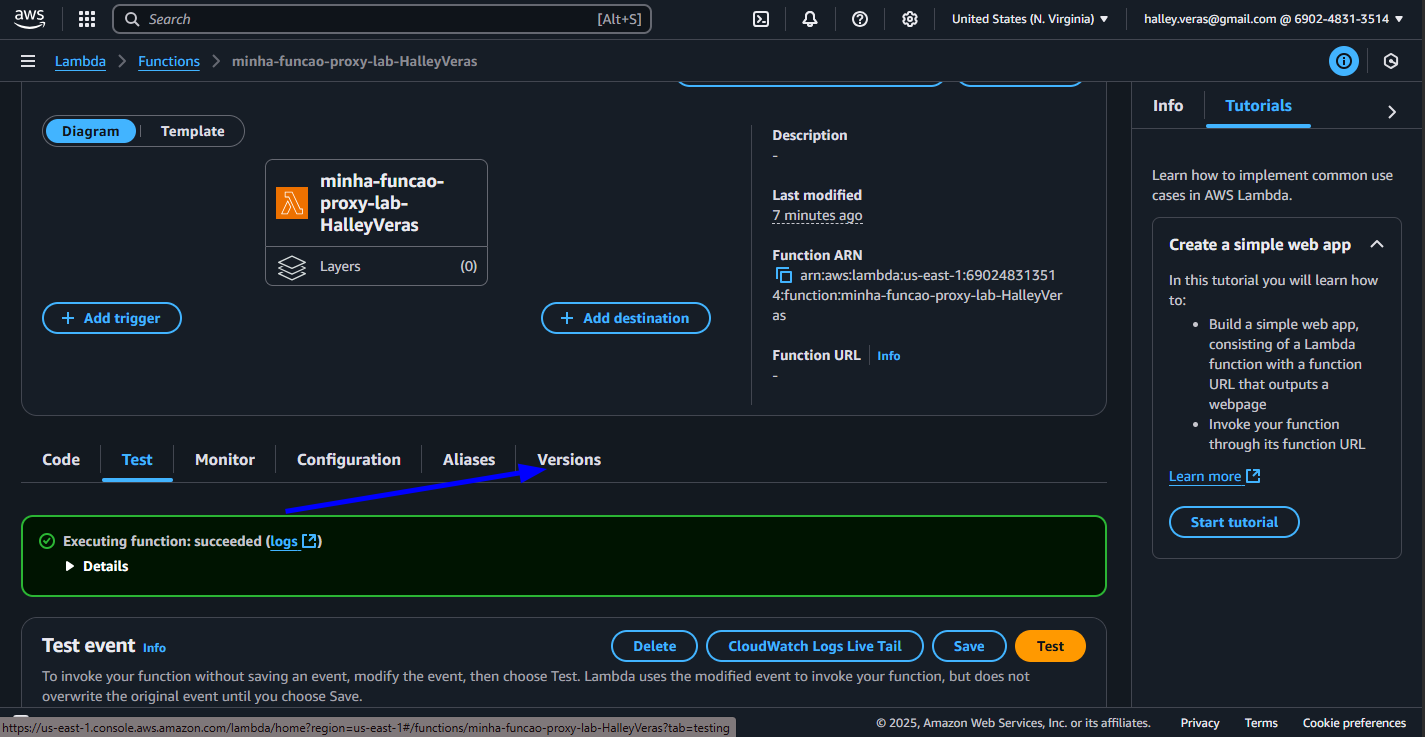 aws
Search
[Alt+S]
United States (N. Virginia)
halley.veras@gmail.com @ 6902-4831-3514
Lambda
Functions
minha-funcao-proxy-lab-HalleyVeras
Diagram
Template
minha-funcao-
proxy-lab-
HalleyVeras
Layers
(0)
Add trigger
Add destination
Description
-
Last modified
7 minutes ago
Function ARN
arn:aws:lambda:us-east-1:69024831351
4:function:minha-funcao-proxy-lab-HalleyVer
as
Function URL
Info
-
Info
Tutorials
Learn how to implement common use
cases in AWS Lambda.
Create a simple web app
In this tutorial you will learn how
to:
• Build a simple web app,
consisting of a Lambda
function with a function
URL that outputs a
webpage
• Invoke your function
through its function URL
Learn more
Start tutorial
Code
Test
Monitor
Configuration
Aliases
Versions
Executing function: succeeded (logs)
Details
Test event Info
Delete
CloudWatch Logs Live Tail
Save
Test
To invoke your function without saving an event, modify the event, then choose Test. Lambda uses the modified event to invoke your function, but does not
overwrite the original event until you choose Save.
https://us-east-1.console.aws.amazon.com/lambda/home?region=us-east-1#/functions/minha-funcao-proxy-lab-HalleyVeras?tab=testing
© 2025, Amazon Web Services, Inc. or its affiliates.
Privacy
Terms
Cookie preferences